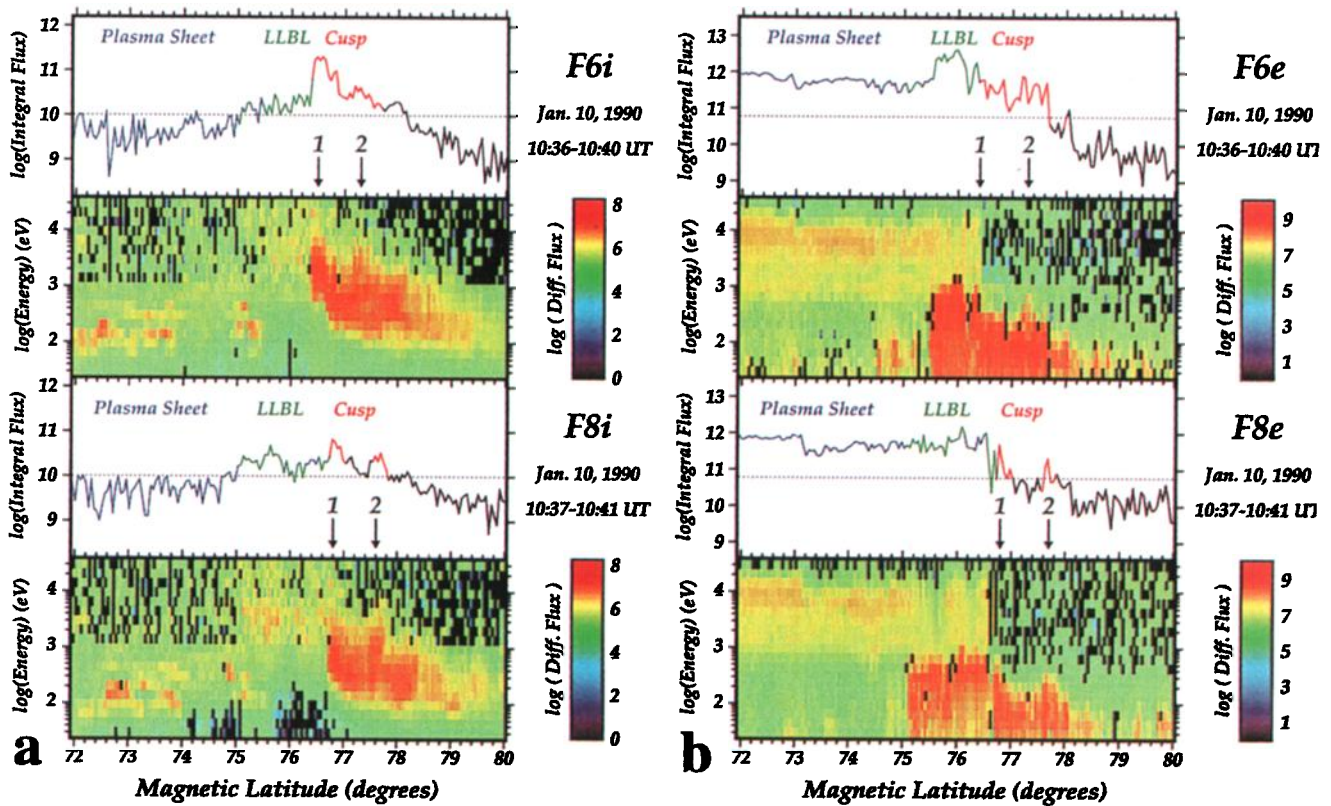 12
11
10
9
log(Integral Flux)
Plasma Sheet LLBL Cusp
1 2
F6i
Jan. 10, 1990
10:36-10:40 UT
4
3
2
log(Energy) (eV)
8
6
4
2
0
log ( Diff. Flux )
12
11
10
9
log(Integral Flux)
Plasma Sheet LLBL Cusp
1 2
F8i
Jan. 10, 1990
10:37-10:41 UT
4
3
2
log(Energy) (eV)
8
6
4
2
0
log ( Diff. Flux )
a
72 73 74 75 76 77 78 79 80
Magnetic Latitude (degrees)
13
12
11
10
9
log(Integral Flux)
Plasma Sheet LLBL Cusp
1 2
F6e
Jan. 10, 1990
10:36-10:40 UT
4
3
2
log(Energy) (eV)
9
7
5
3
1
log ( Diff. Flux )
13
12
11
10
9
log(Integral Flux)
Plasma Sheet LLBL Cusp
1 2
F8e
Jan. 10, 1990
10:37-10:41 UT
4
3
2
log(Energy) (eV)
9
7
5
3
1
log ( Diff. Flux )
b
72 73 74 75 76 77 78 79 80
Magnetic Latitude (degrees)